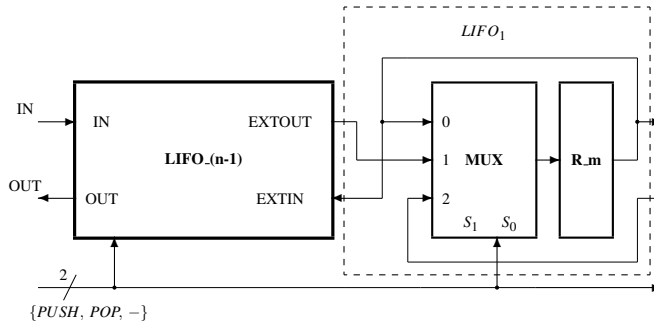 LIFO₁
IN
IN
EXTOUT
0
LIFO_(n-1)
1
MUX
R_m
OUT
OUT
EXTIN
2
S₁ S₀
2
{PUSH, POP, −}